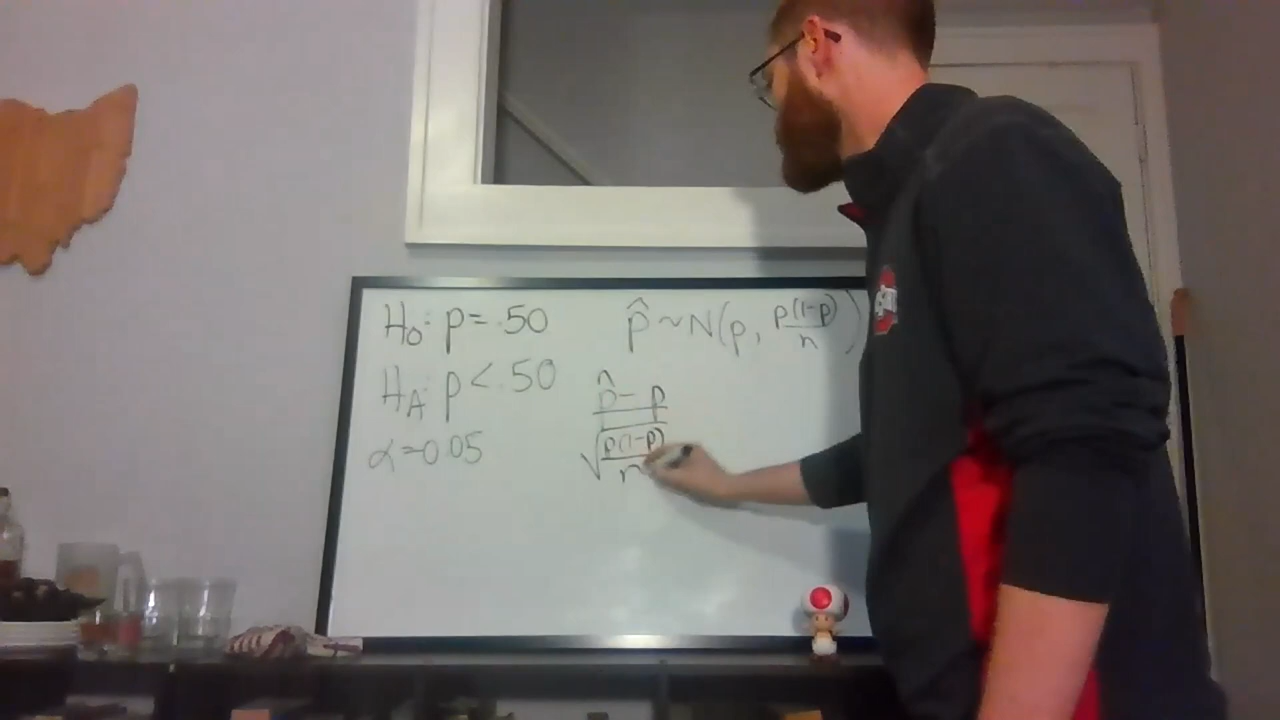 H₀: p = .50
Hₐ: p < .50
α = 0.05
p̂ ~ N(p, p(1-p)/n)
p̂ - p
√(p(1-p)/n)